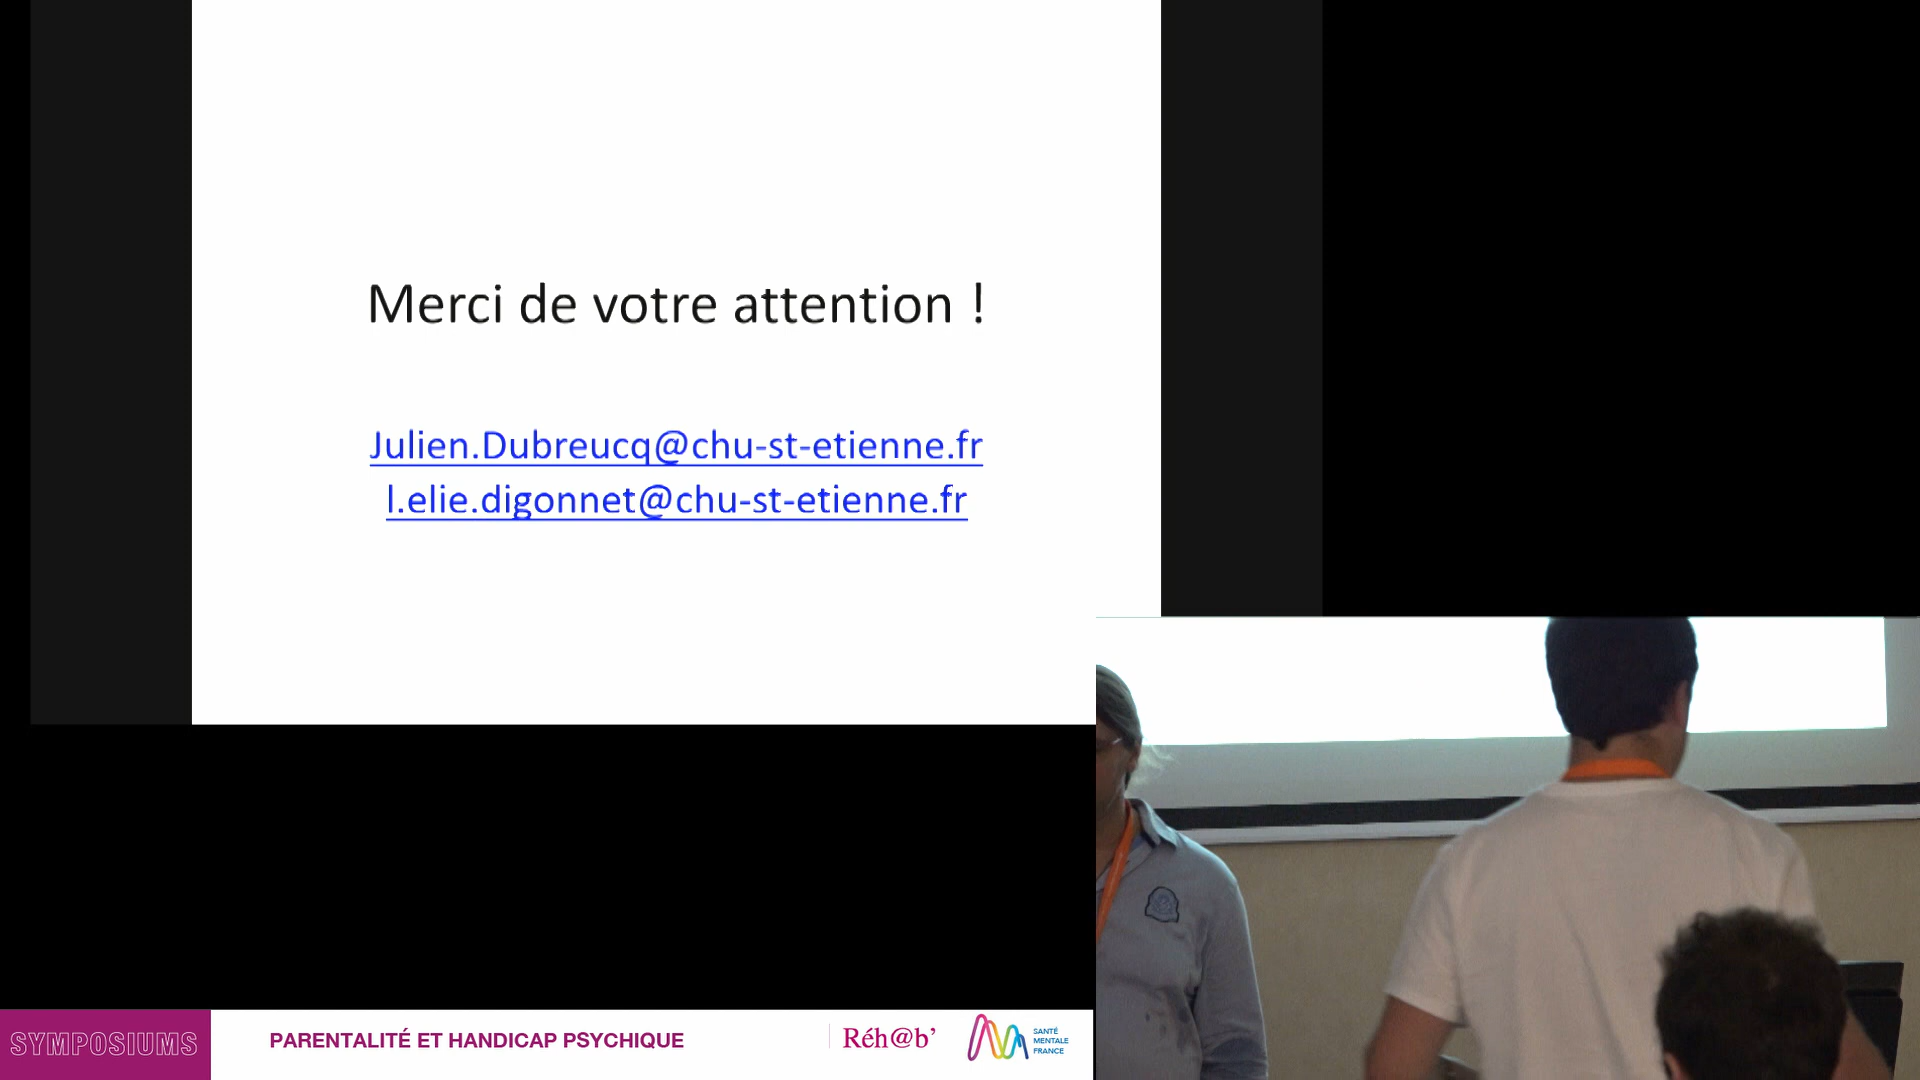 Merci de votre attention !
Julien.Dubreucq@chu-st-etienne.fr
l.elie.digonnet@chu-st-etienne.fr
SYMPOSIUMS
PARENTALITÉ ET HANDICAP PSYCHIQUE
Réh@b’
SANTÉ
MENTALE
FRANCE